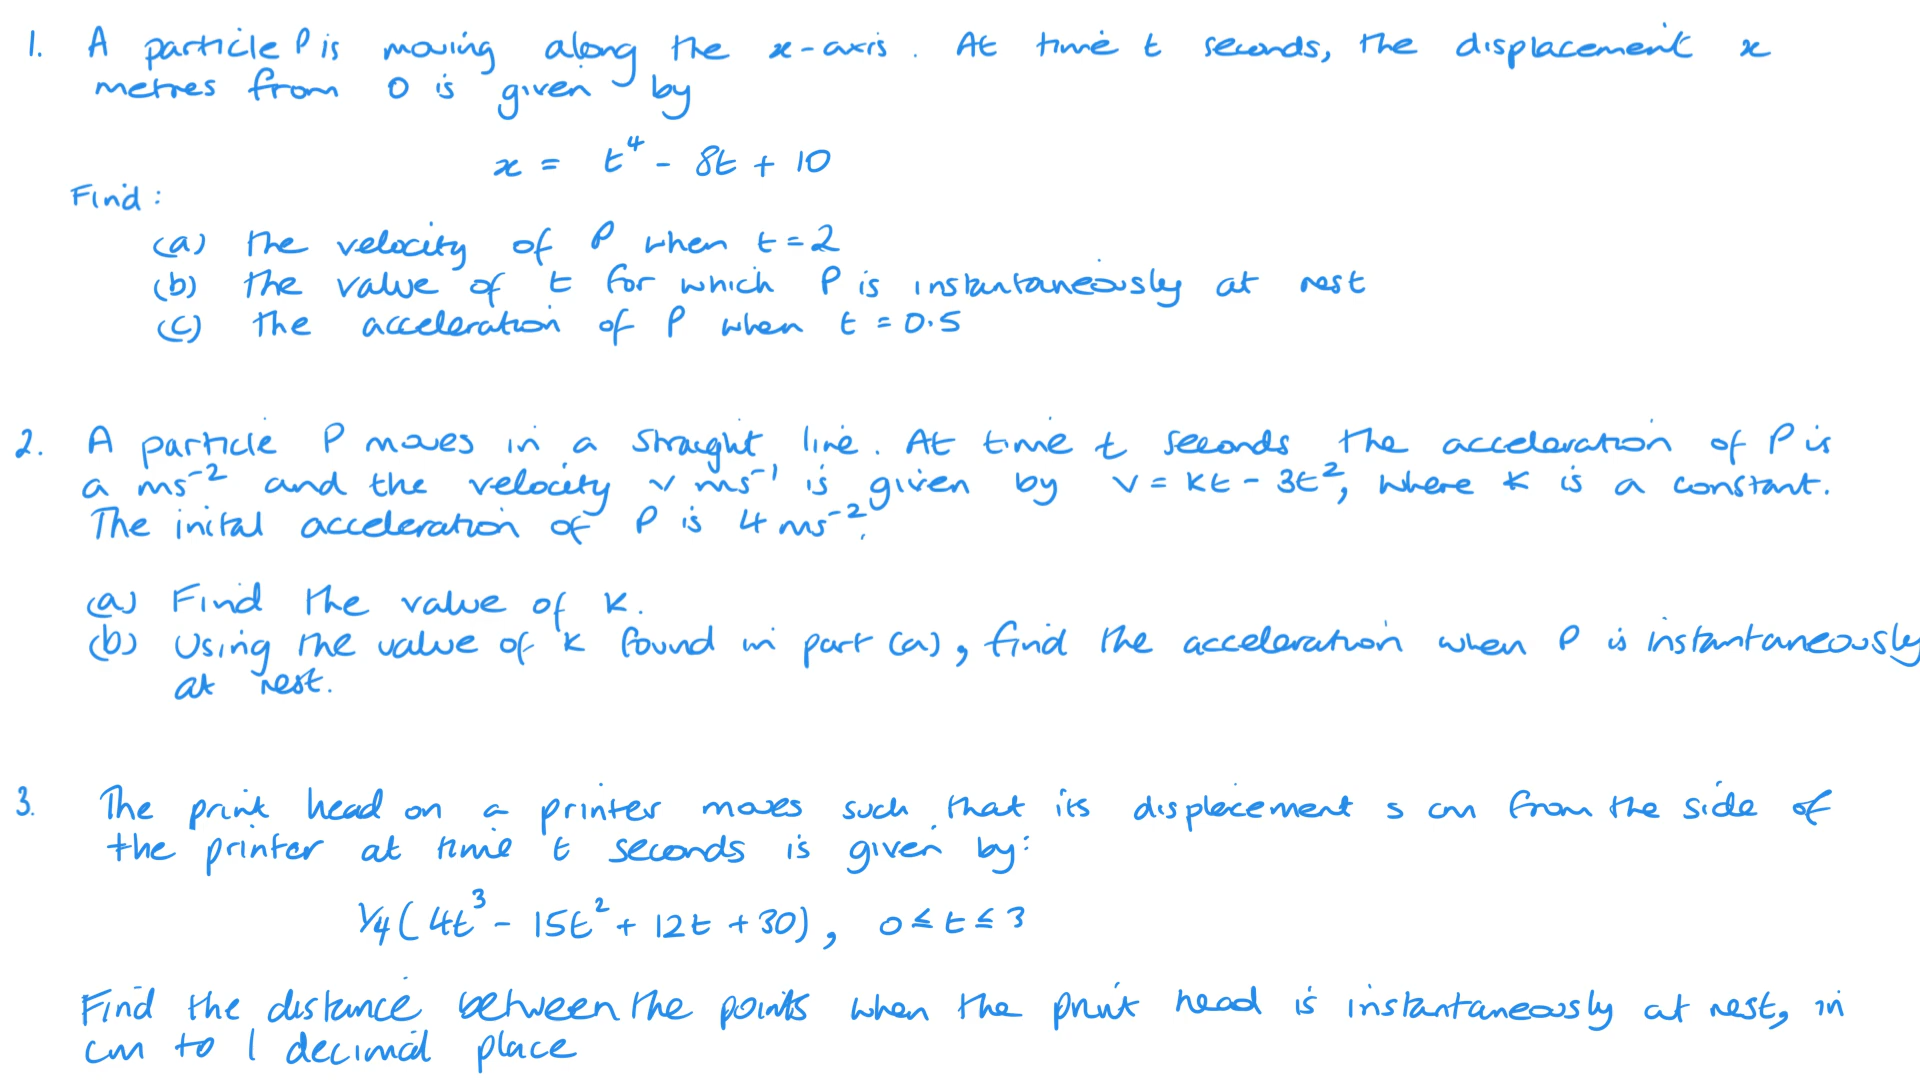 1. A particle P is moving along the x-axis. At time t seconds, the displacement x
metres from O is given by
x = t⁴ - 8t + 10
Find:
(a) the velocity of P when t=2
(b) the value of t for which P is instantaneously at rest
(c) the acceleration of P when t = 0.5
2. A particle P moves in a straight line. At time t seconds the acceleration of P is
a ms⁻² and the velocity v ms⁻¹ is given by v = kt - 3t², where k is a constant.
The inital acceleration of P is 4 ms⁻².
(a) Find the value of k.
(b) Using the value of k found in part (a), find the acceleration when P is instantaneously
at rest.
3. The print head on a printer moves such that its displacement s cm from the side of
the printer at time t seconds is given by:
1/4(4t³ - 15t² + 12t + 30), 0≤t≤3
Find the distance between the points when the print head is instantaneously at rest, in
cm to 1 decimal place